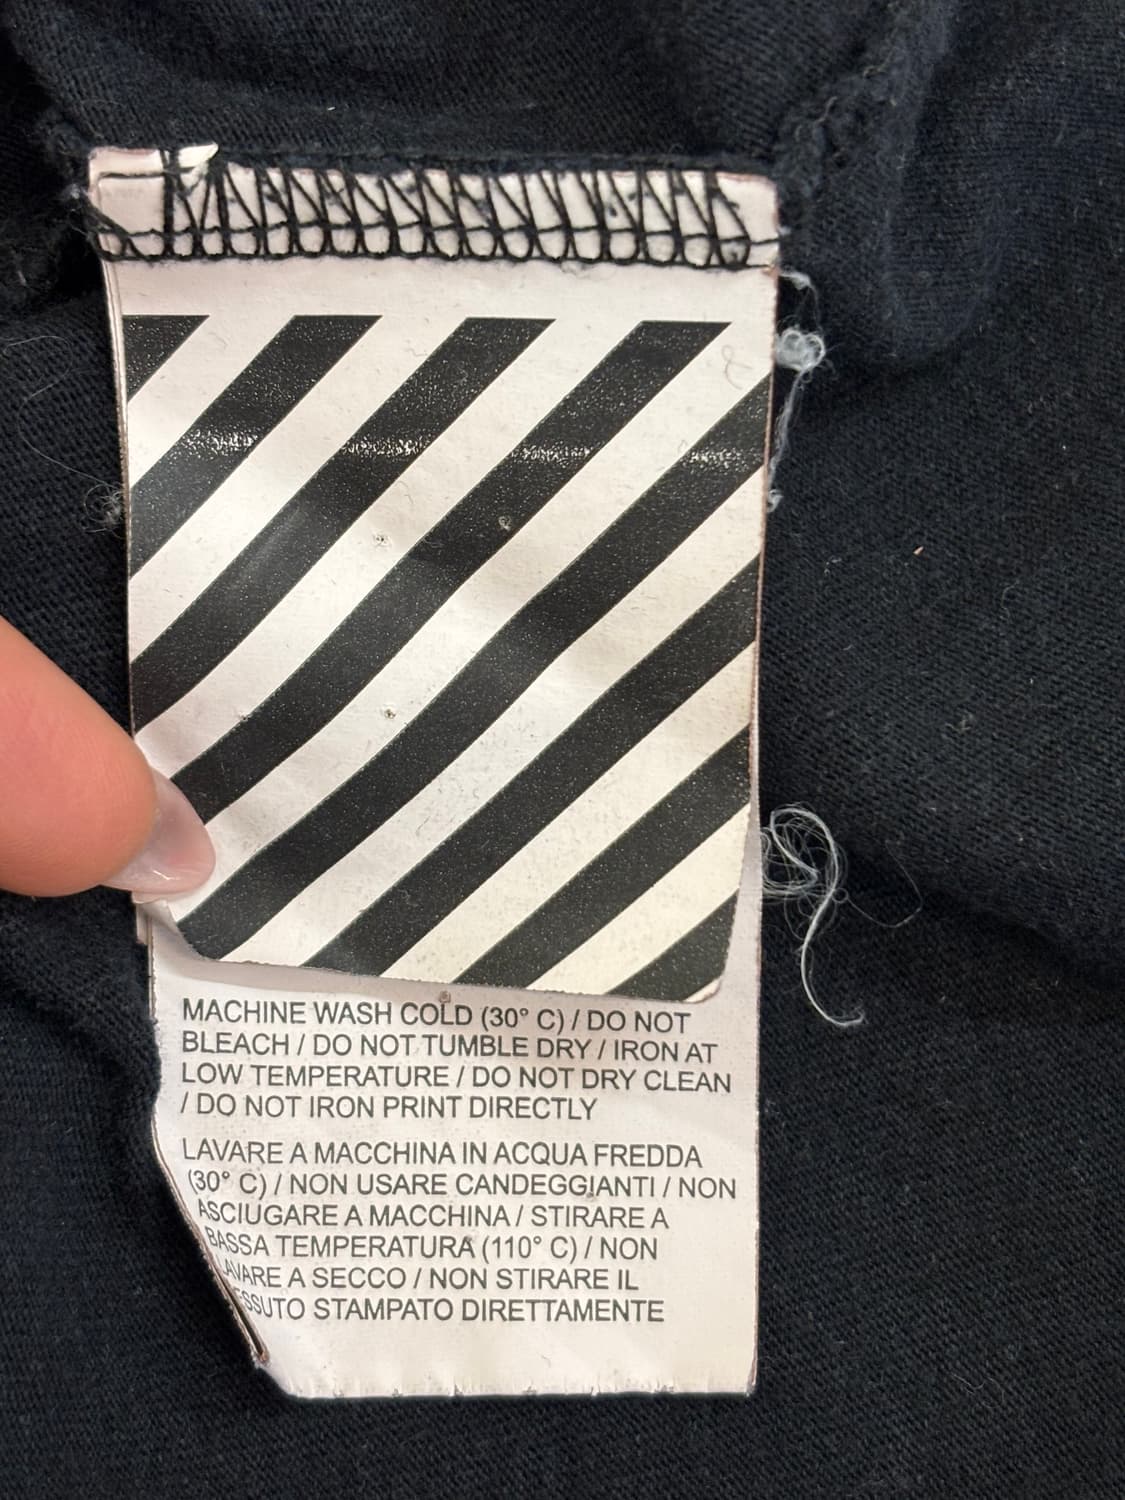 MACHINE WASH COLD (30° C) / DO NOT
BLEACH / DO NOT TUMBLE DRY / IRON AT
LOW TEMPERATURE / DO NOT DRY CLEAN
/ DO NOT IRON PRINT DIRECTLY
LAVARE A MACCHINA IN ACQUA FREDDA
(30° C) / NON USARE CANDEGGIANTI / NON
ASCIUGARE A MACCHINA / STIRARE A
BASSA TEMPERATURA (110° C) / NON
LAVARE A SECCO / NON STIRARE IL
ESSUTO STAMPATO DIRETTAMENTE